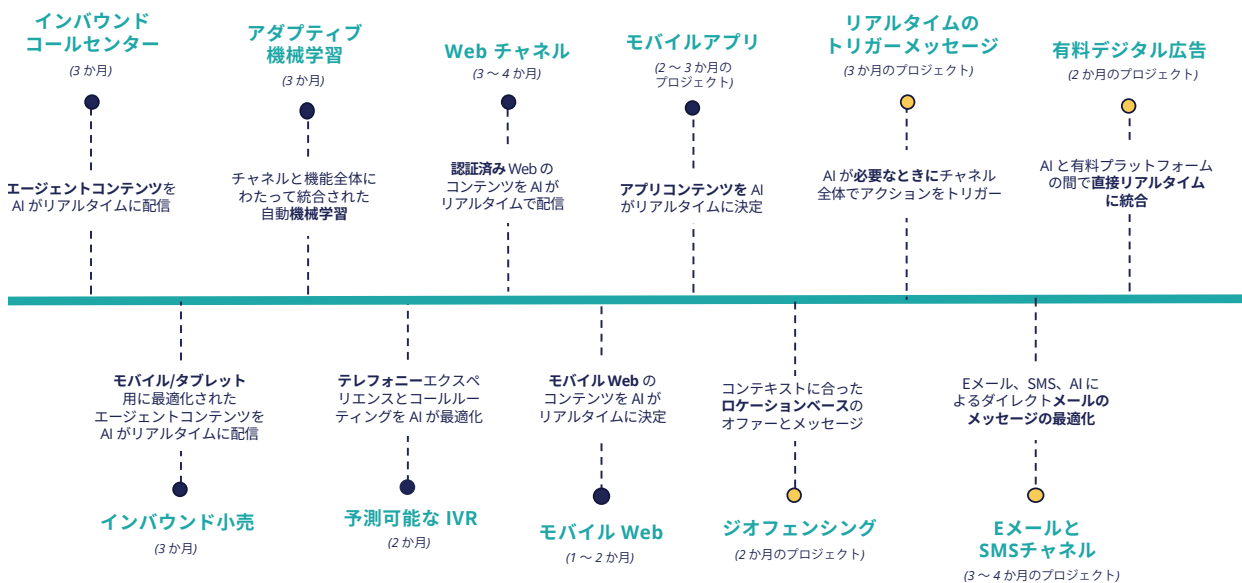 インバウンド
コールセンター
(3 か月)
エージェントコンテンツを
AI がリアルタイムに配信
アダプティブ
機械学習
(3 か月)
チャネルと機能全体に
わたって統合された
自動機械学習
Web チャネル
(3 ～ 4 か月)
認証済み Web の
コンテンツを AI が
リアルタイムで配信
モバイルアプリ
(2 ～ 3 か月の
プロジェクト)
アプリコンテンツを AI
がリアルタイムに決定
リアルタイムの
トリガーメッセージ
(3 か月のプロジェクト)
AI が必要なときにチャネル
全体でアクションをトリガー
有料デジタル広告
(2 か月のプロジェクト)
AI と有料プラットフォーム
の間で直接リアルタイム
に統合
モバイル/タブレット
用に最適化された
エージェントコンテンツを
AI がリアルタイムに配信
インバウンド小売
(3 か月)
テレフォニーエクスペ
リエンスとコールルー
ティングを AI が最適化
予測可能な IVR
(2 か月)
モバイル Web の
コンテンツを AI が
リアルタイムに決定
モバイル Web
(1 ～ 2 か月)
コンテキストに合った
ロケーションベースの
オファーとメッセージ
ジオフェンシング
(2 か月のプロジェクト)
Eメール、SMS、AI に
よるダイレクトメールの
メッセージの最適化
Eメールと
SMSチャネル
(3 ～ 4 か月のプロジェクト)